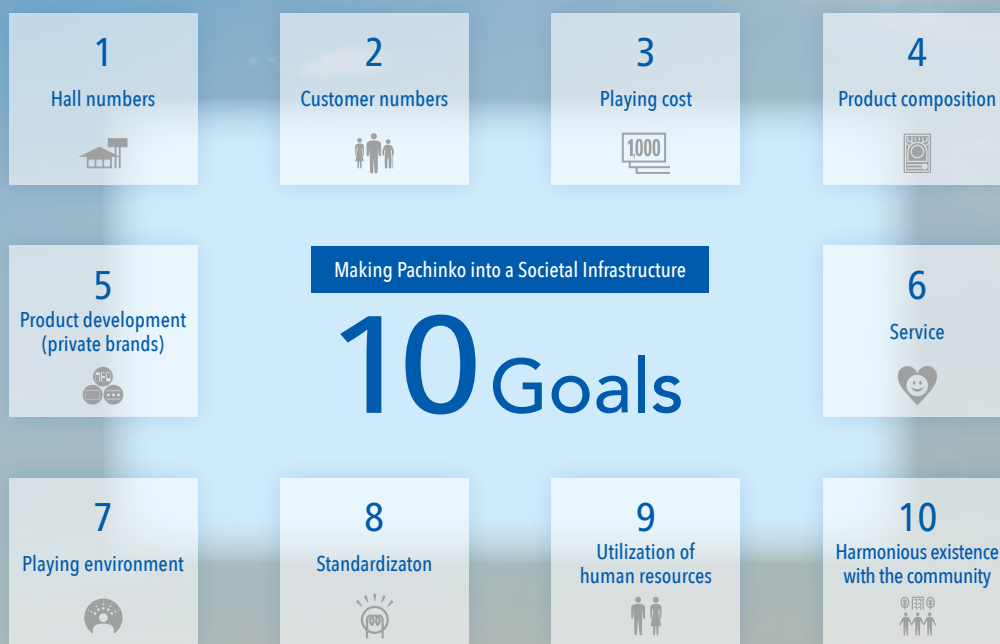 1
Hall numbers
2
Customer numbers
3
Playing cost
1,000
4
Product composition
5
Product development
(private brands)
Making Pachinko into a Societal Infrastructure
10 Goals
6
Service
7
Playing environment
8
Standardizaton
9
Utilization of
human resources
10
Harmonious existence
with the community